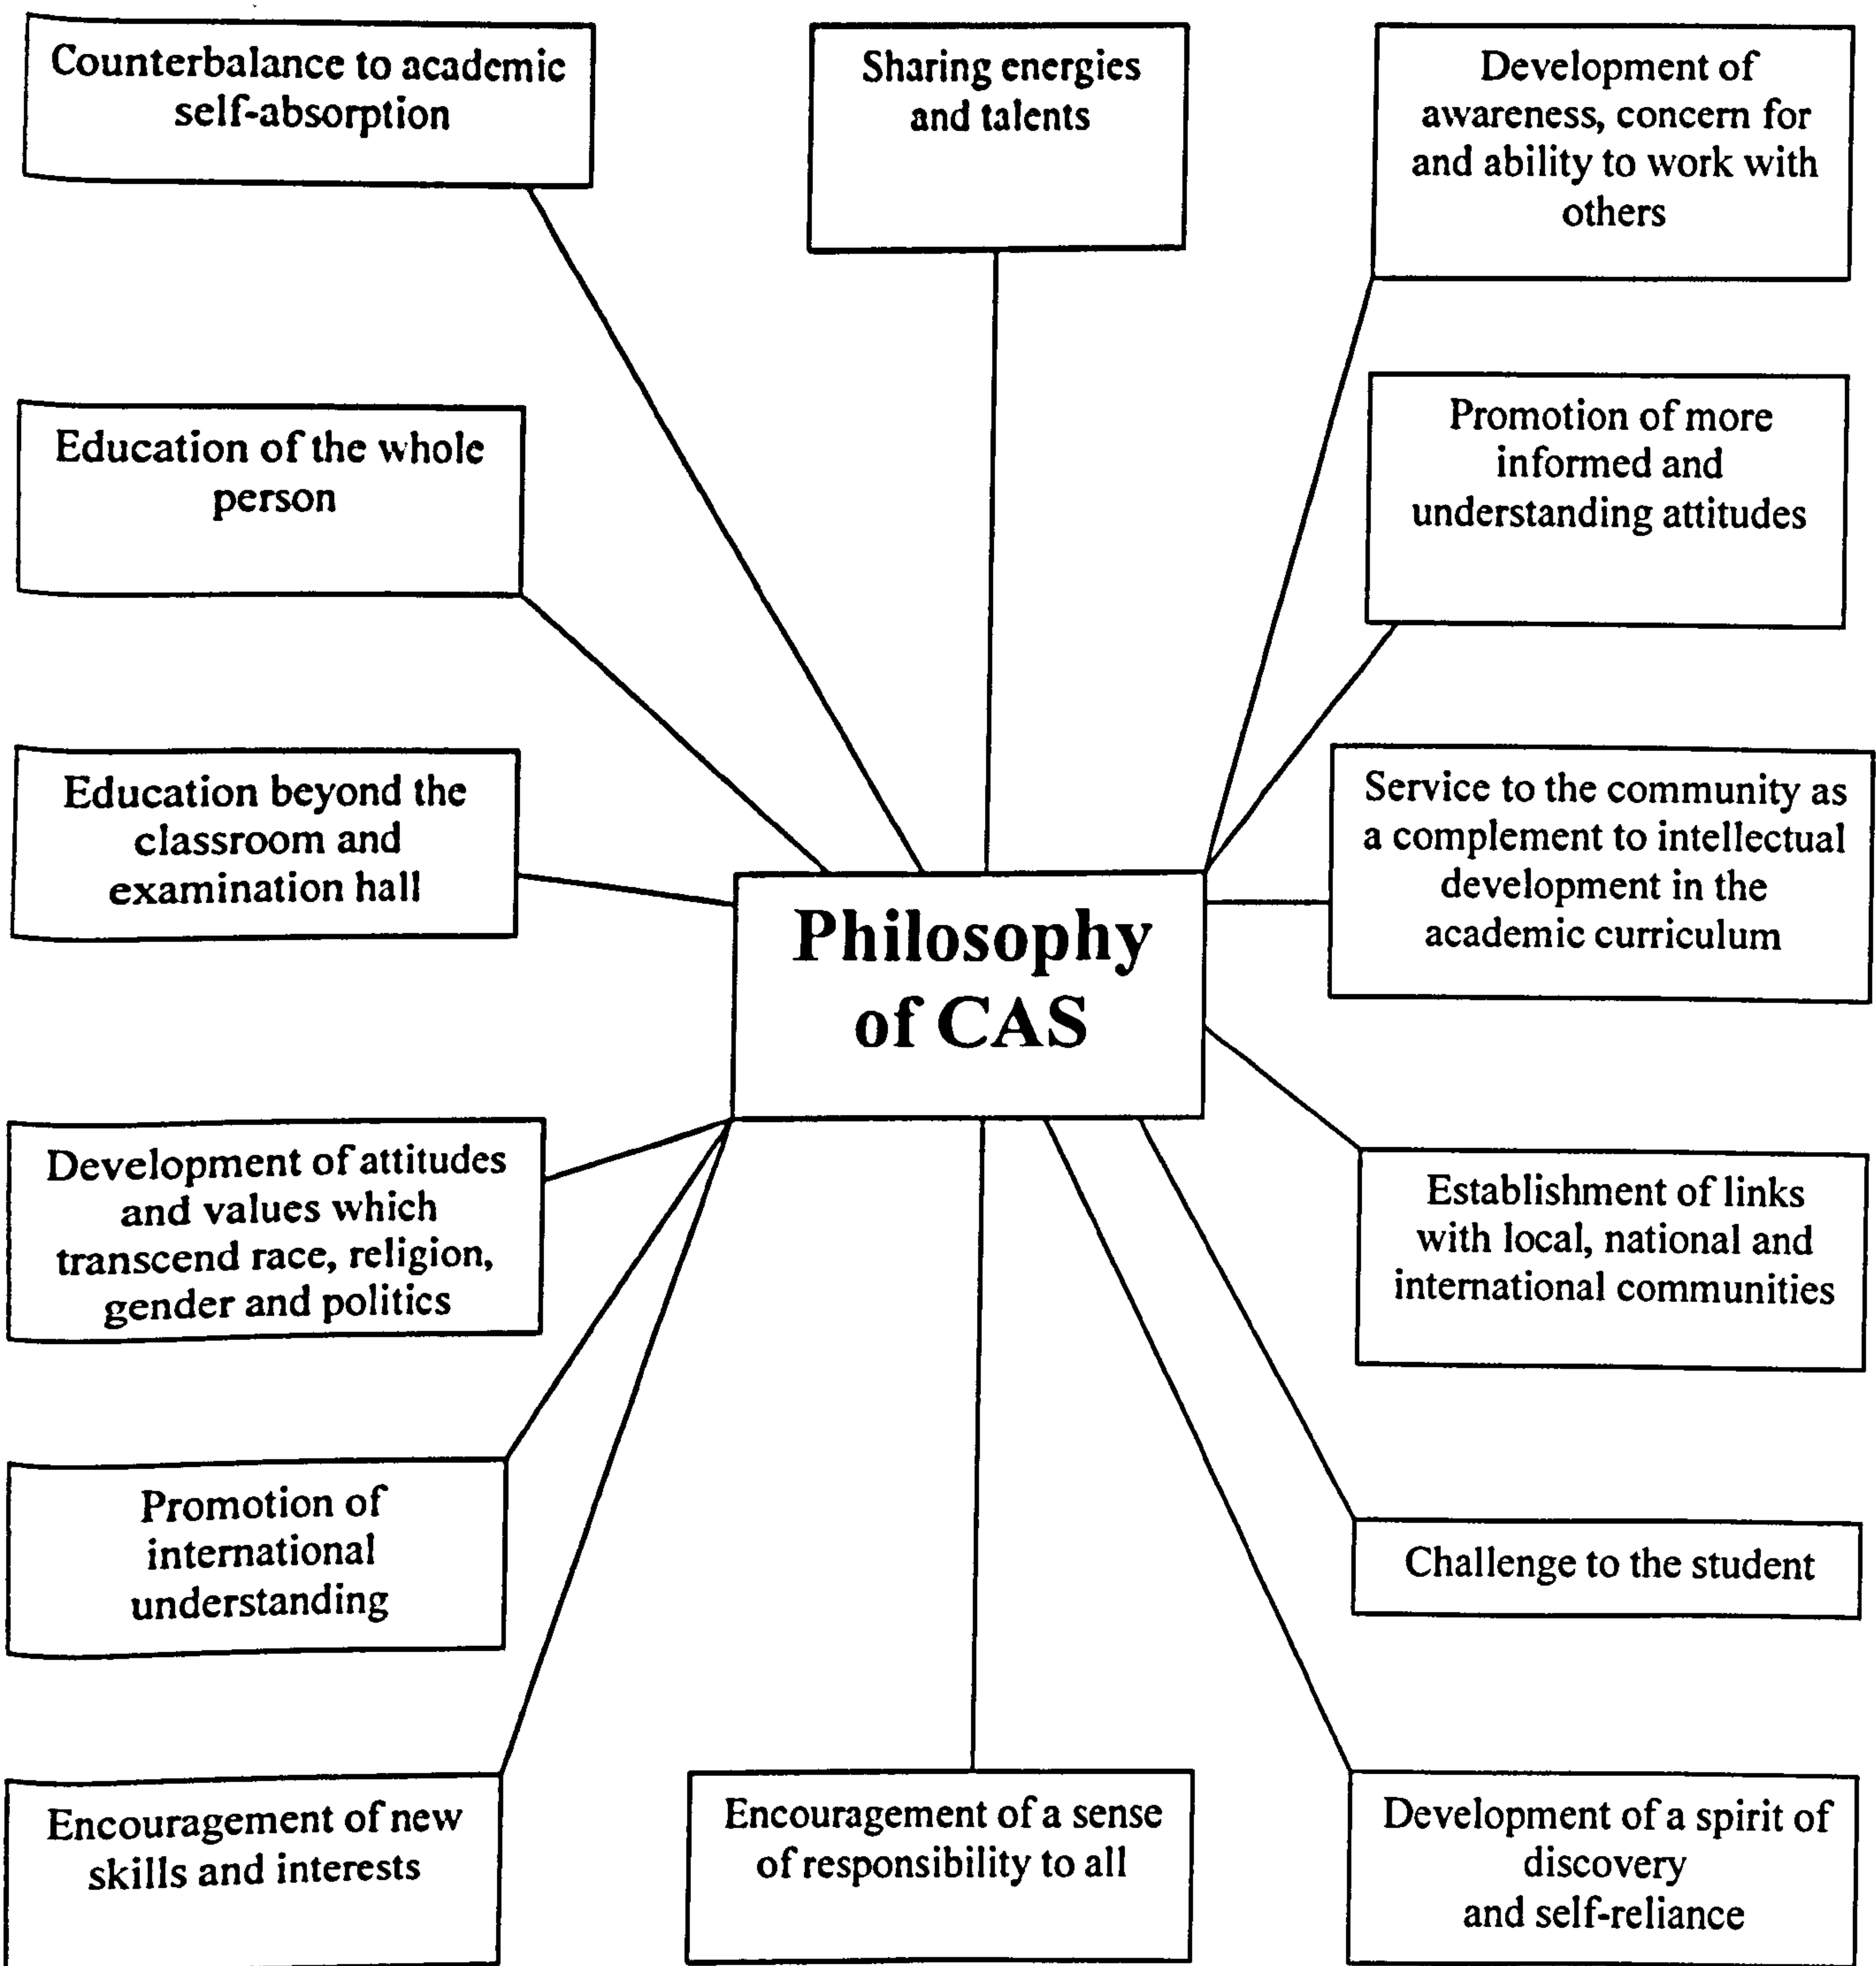 Counterbalance to academic
self-absorption
Sharing energies
and talents
Development of
awareness, concern for
and ability to work with
others
Education of the whole
person
Promotion of more
informed and
understanding attitudes
Education beyond the
classroom and
examination hall
Service to the community as
a complement to intellectual
development in the
academic curriculum
Philosophy
of CAS
Development of attitudes
and values which
transcend race, religion,
gender and politics
Establishment of links
with local, national and
international communities
Promotion of
international
understanding
Challenge to the student
Encouragement of new
skills and interests
Encouragement of a sense
of responsibility to all
Development of a spirit of
discovery
and self-reliance